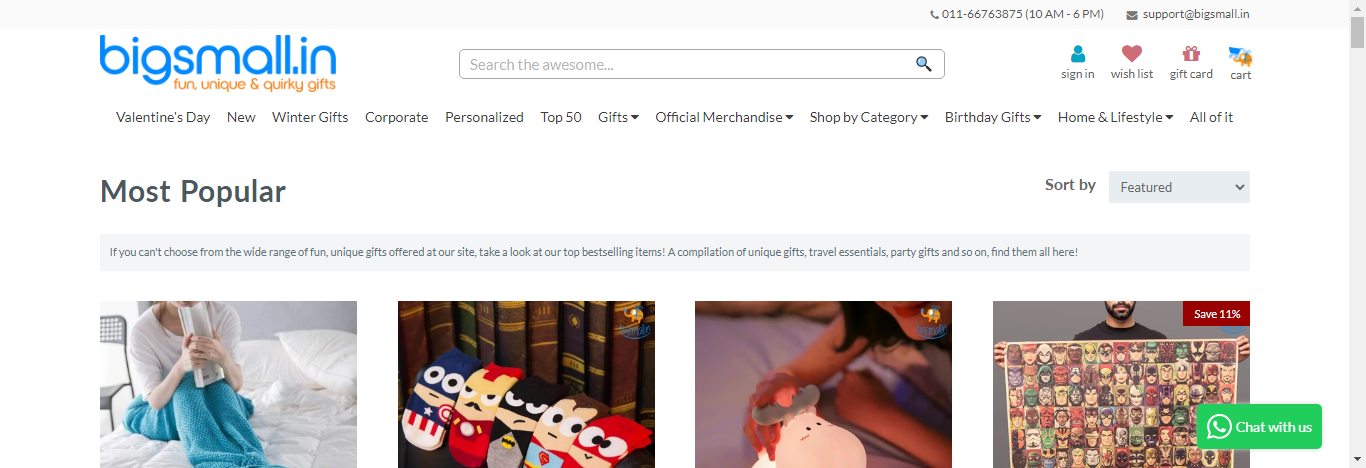 011-66763875 (10 AM - 6 PM) support@bigsmall.in
bigsmall.in
fun, unique & quirky gifts
Search the awesome...
sign in wish list gift card cart
Valentine's Day New Winter Gifts Corporate Personalized Top 50 Gifts Official Merchandise Shop by Category Birthday Gifts Home & Lifestyle All of it
Most Popular
Sort by Featured
If you can't choose from the wide range of fun, unique gifts offered at our site, take a look at our top bestselling items! A compilation of unique gifts, travel essentials, party gifts and so on, find them all here!
bigsmall.in
bigsmall.in
Save 11%
Chat with us